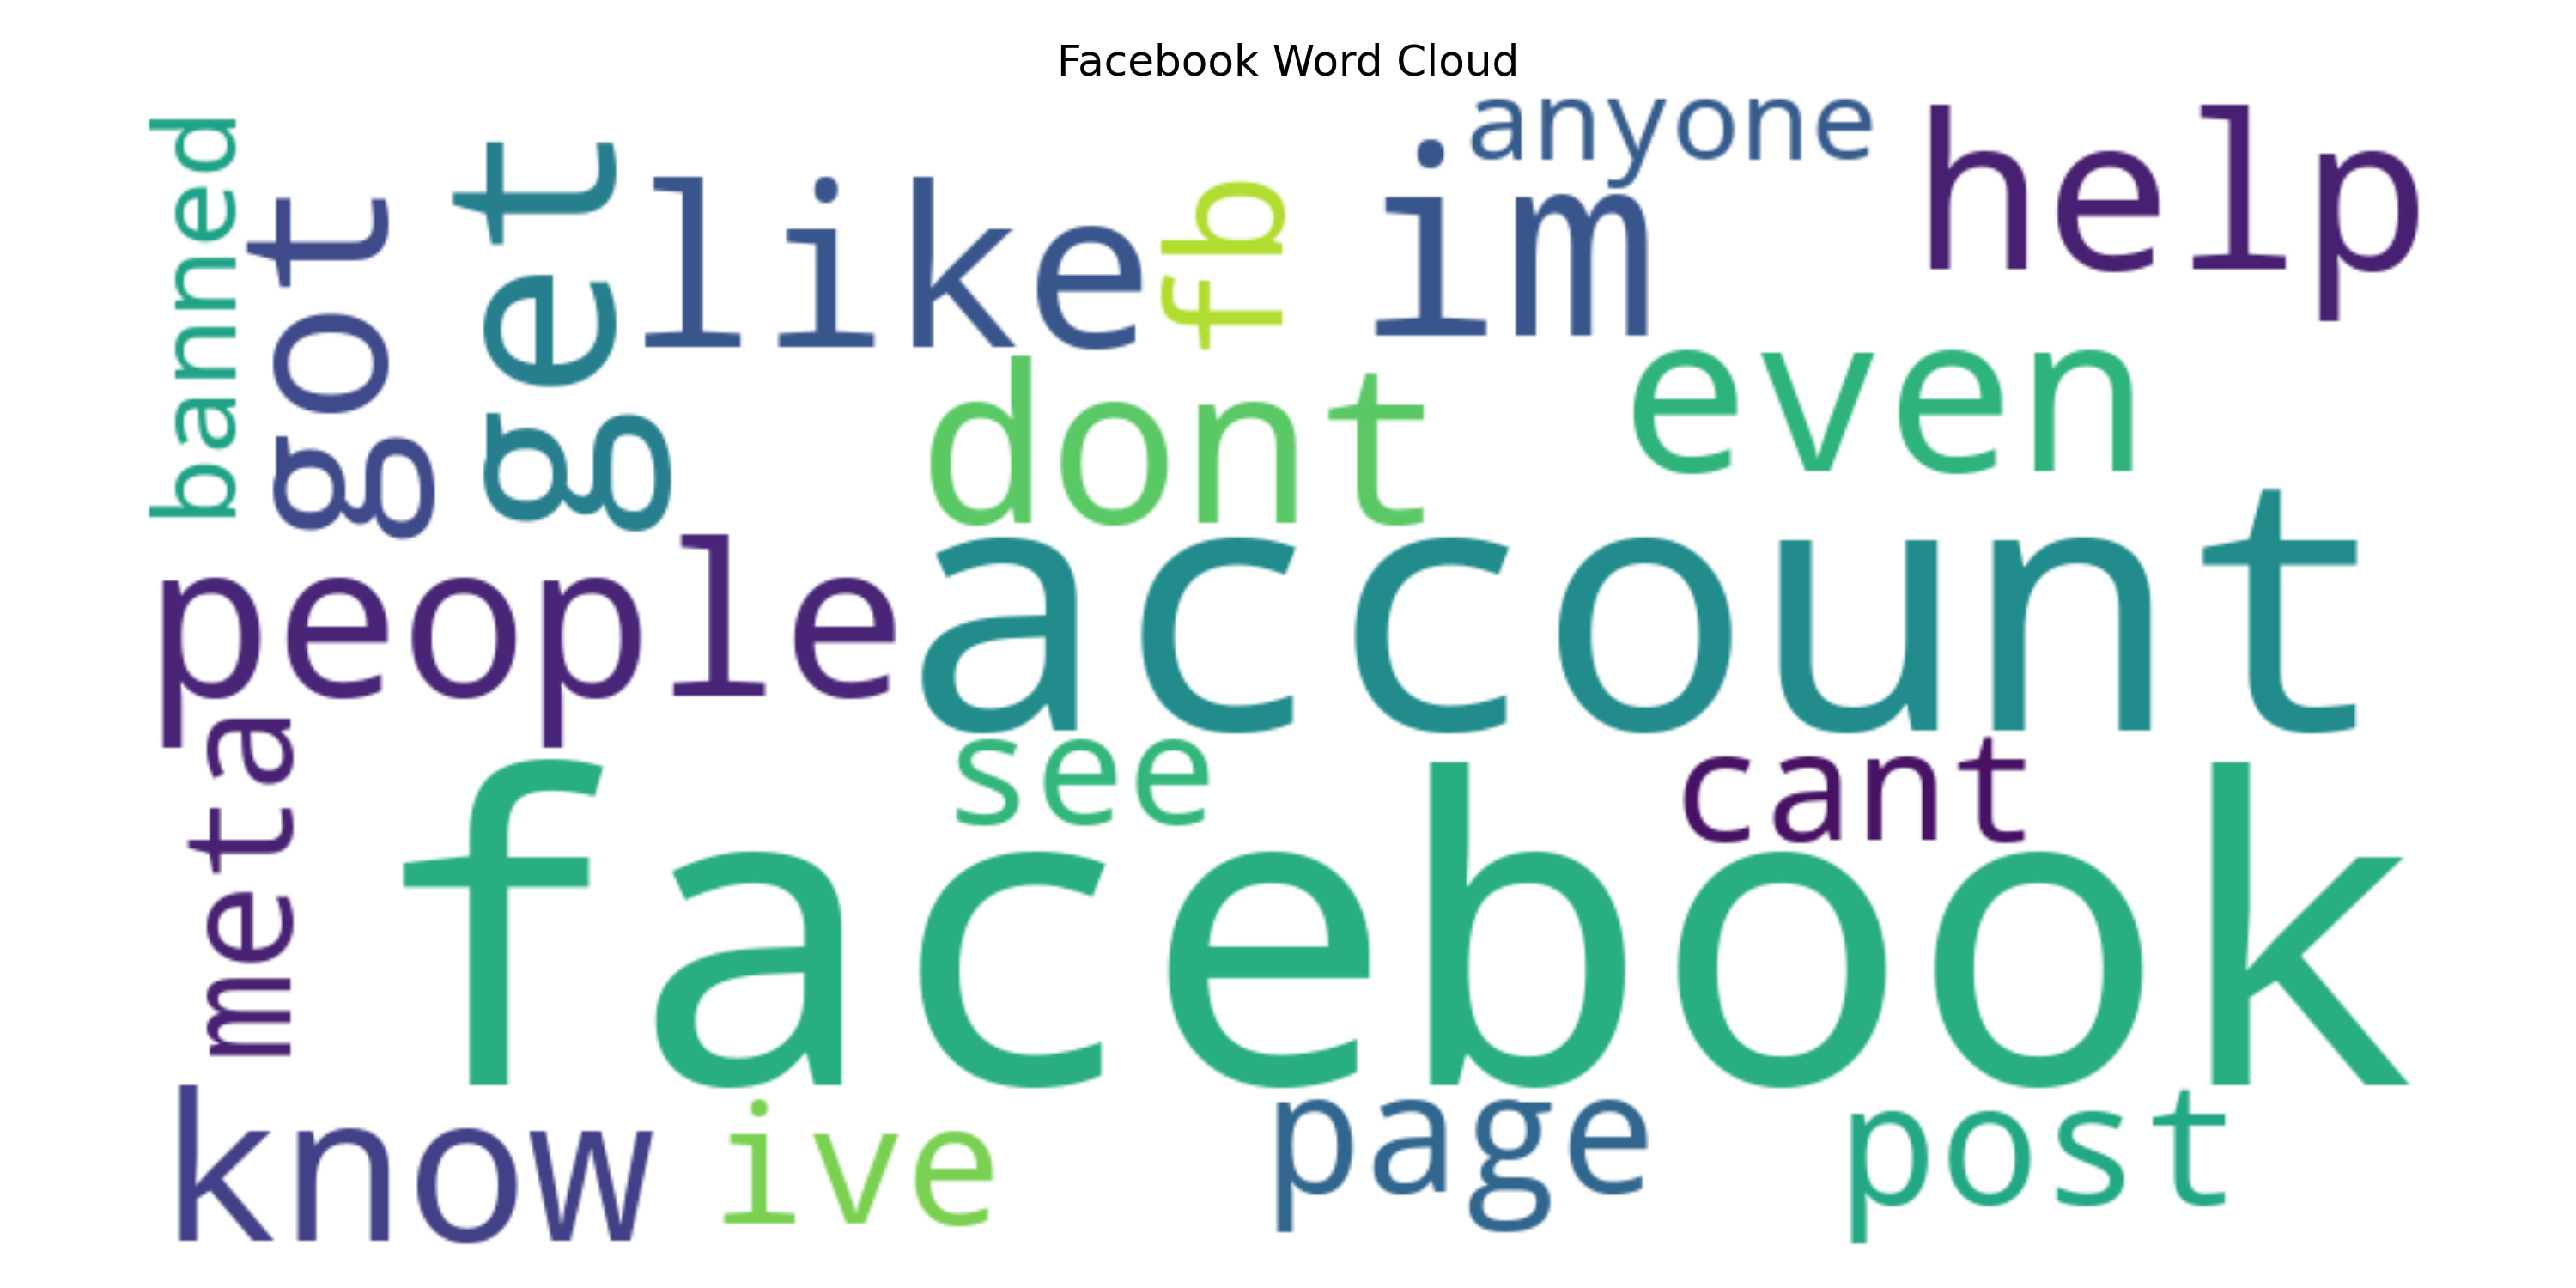 Facebook Word Cloud
banned
got
get
like
fb
im
anyone
help
dont
even
people
account
meta
see
cant
facebook
know
ive
page
post